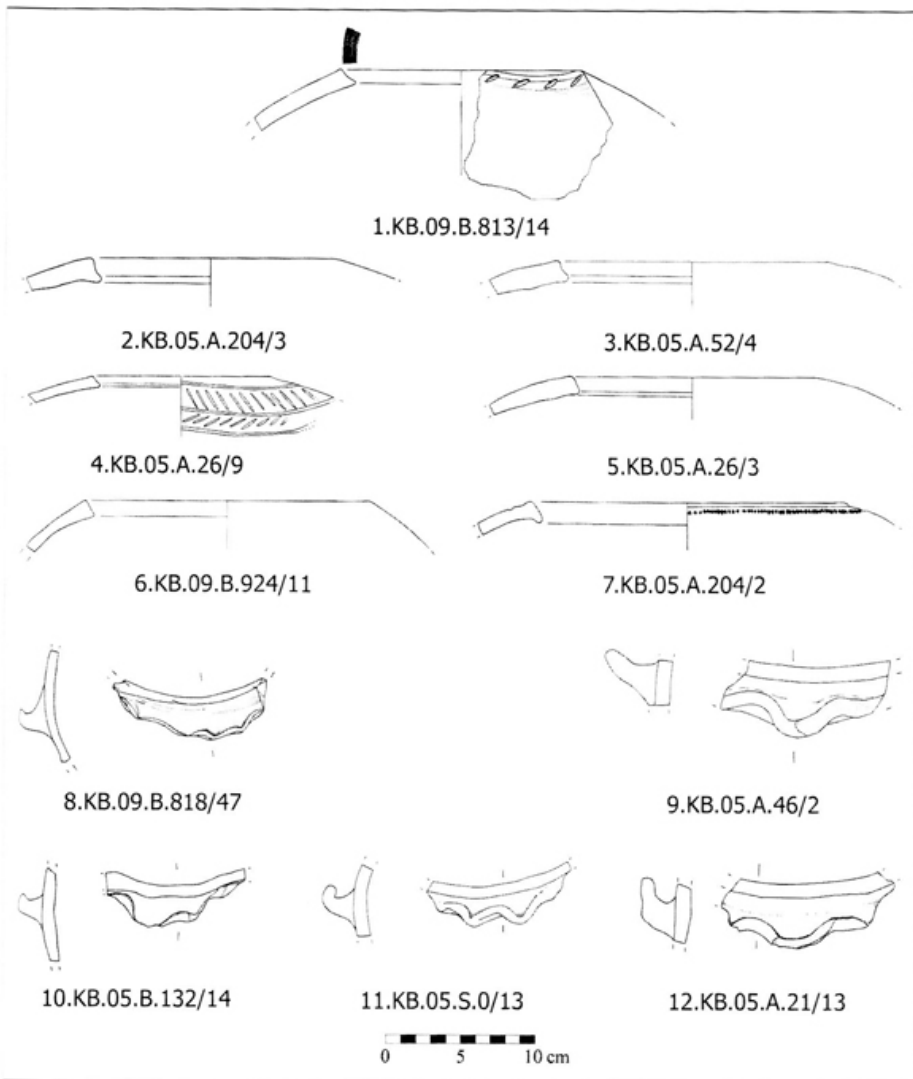 1.KB.09.B.813/14
2.KB.05.A.204/3
3.KB.05.A.52/4
4.KB.05.A.26/9
5.KB.05.A.26/3
6.KB.09.B.924/11
7.KB.05.A.204/2
8.KB.09.B.818/47
9.KB.05.A.46/2
10.KB.05.B.132/14
11.KB.05.S.0/13
12.KB.05.A.21/13
0 5 10 cm